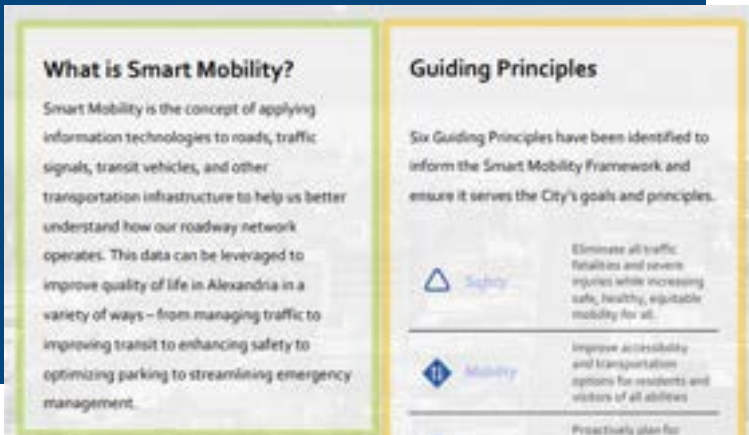 What is Smart Mobility?
Smart Mobility is the concept of applying
information technologies to roads, traffic
signals, transit vehicles, and other
transportation infrastructure to help us better
understand how our roadway network
operates. This data can be leveraged to
improve quality of life in Alexandria in a
variety of ways – from managing traffic to
improving transit to enhancing safety to
optimizing parking to streamlining emergency
management.
Guiding Principles
Six Guiding Principles have been identified to
inform the Smart Mobility Framework and
ensure it serves the City's goals and principles.
Safety
Eliminate all traffic
fatalities and severe
injuries while increasing
safe, healthy, equitable
mobility for all.
Mobility
Improve accessibility
and transportation
options for residents and
visitors of all abilities
Proactively plan for